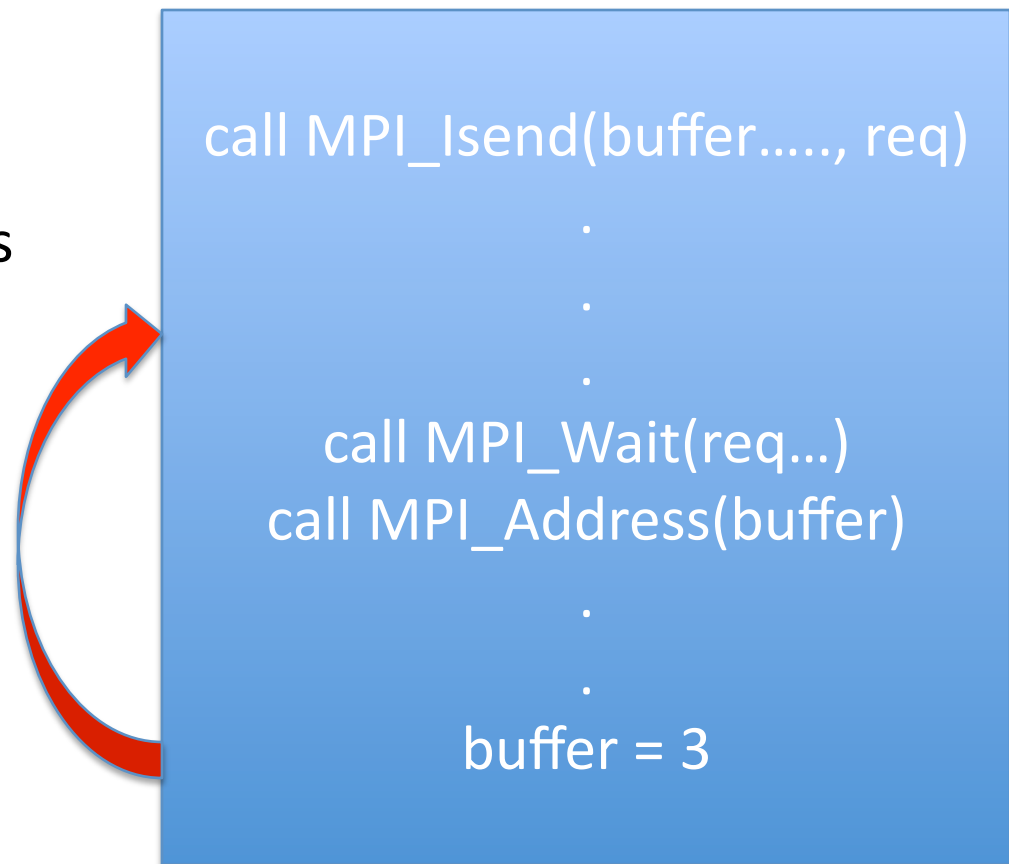 call MPI_Isend(buffer….., req)
s
.
.
.
call MPI_Wait(req…)
call MPI_Address(buffer)
.
.
buffer = 3